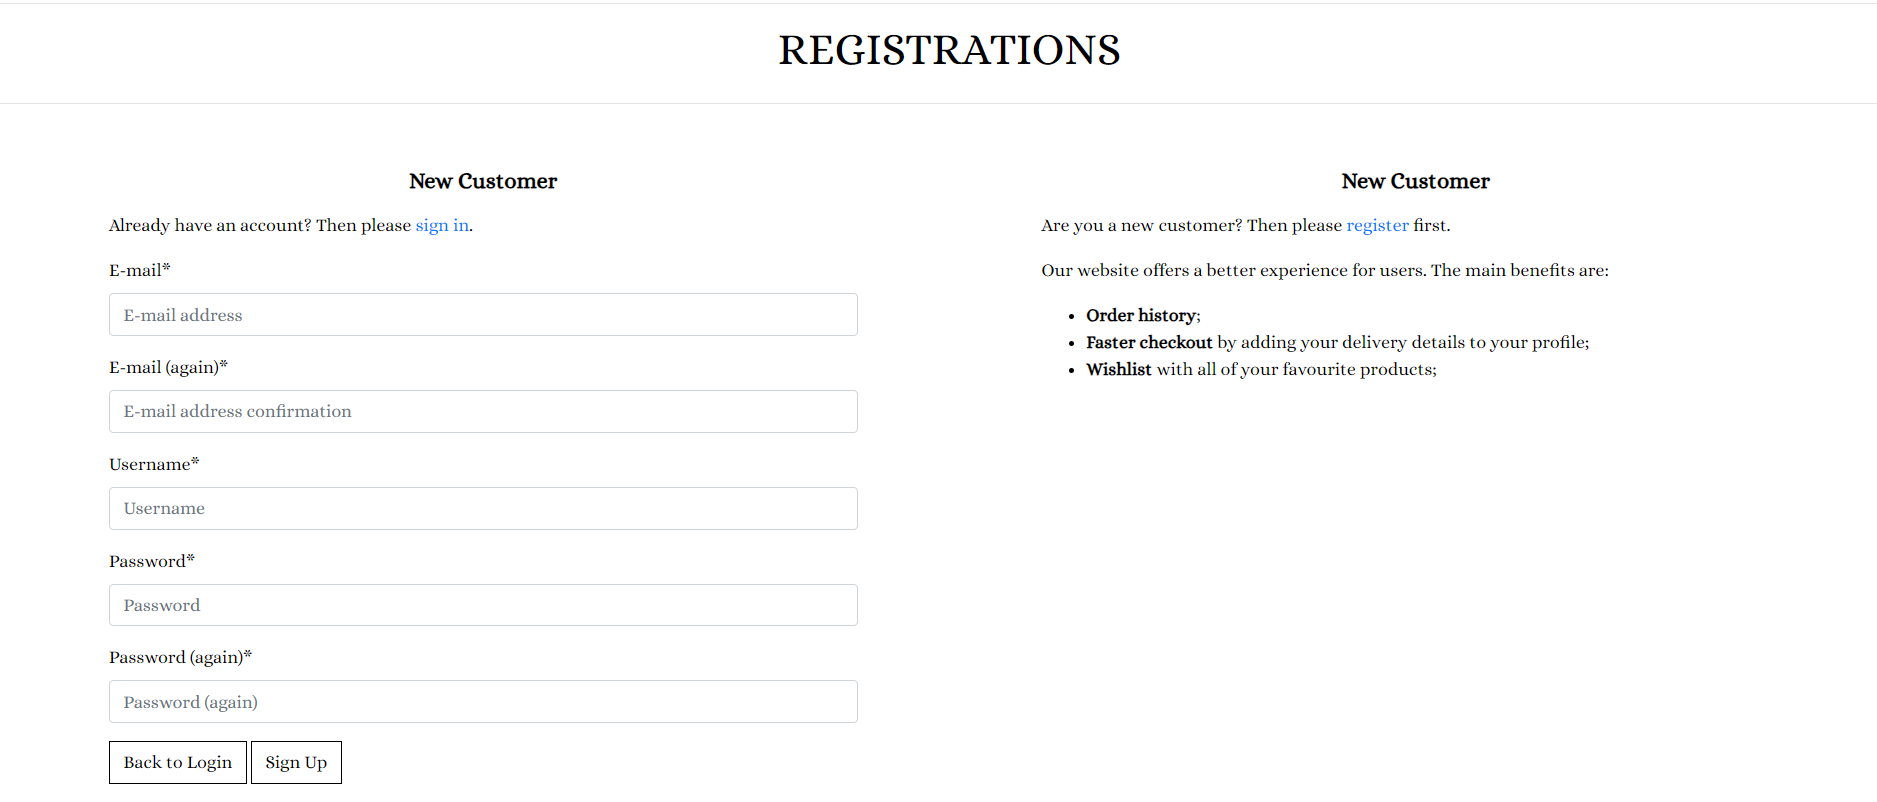 REGISTRATIONS
New Customer
Already have an account? Then please sign in.
E-mail*
E-mail address
E-mail (again)*
E-mail address confirmation
Username*
Username
Password*
Password
Password (again)*
Password (again)
Back to Login
Sign Up
New Customer
Are you a new customer? Then please register first.
Our website offers a better experience for users. The main benefits are:
• Order history;
• Faster checkout by adding your delivery details to your profile;
• Wishlist with all of your favourite products;